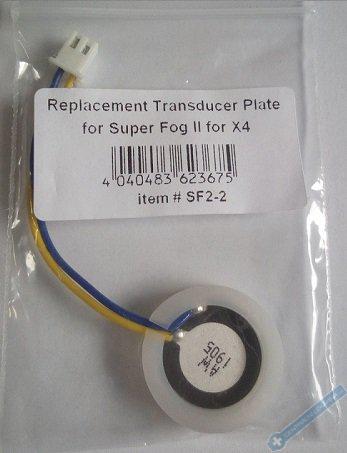 Replacement Transducer Plate
for Super Fog II for X4
4 040483 623675
item # SF2-2